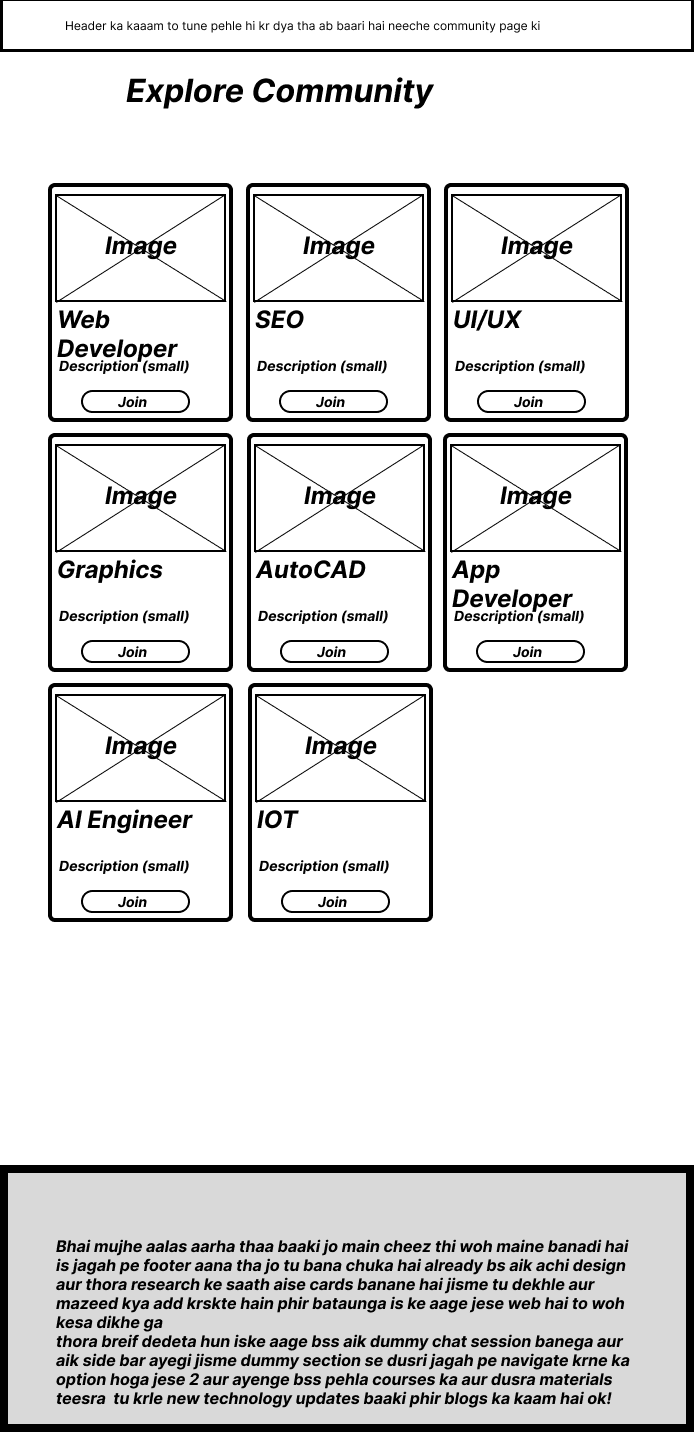 Header ka kaaam to tune pehle hi kr dya tha ab baari hai neeche community page ki
Explore Community
Image
Image
Image
Web
Developer
SEO
UI/UX
Description (small)
Description (small)
Description (small)
Join
Join
Join
Image
Image
Image
Graphics
AutoCAD
App
Developer
Description (small)
Description (small)
Description (small)
Join
Join
Join
Image
Image
AI Engineer
IOT
Description (small)
Description (small)
Join
Join
Bhai mujhe aalas aarha thaa baaki jo main cheez thi woh maine banadi hai
is jagah pe footer aana tha jo tu bana chuka hai already bs aik achi design
aur thora research ke saath aise cards banane hai jisme tu dekhle aur
mazeed kya add krskte hain phir bataunga is ke aage jese web hai to woh
kesa dikhe ga
thora breif dedeta hun iske aage bss aik dummy chat session banega aur
aik side bar ayegi jisme dummy section se dusri jagah pe navigate krne ka
option hoga jese 2 aur ayenge bss pehla courses ka aur dusra materials
teesra tu krle new technology updates baaki phir blogs ka kaam hai ok!